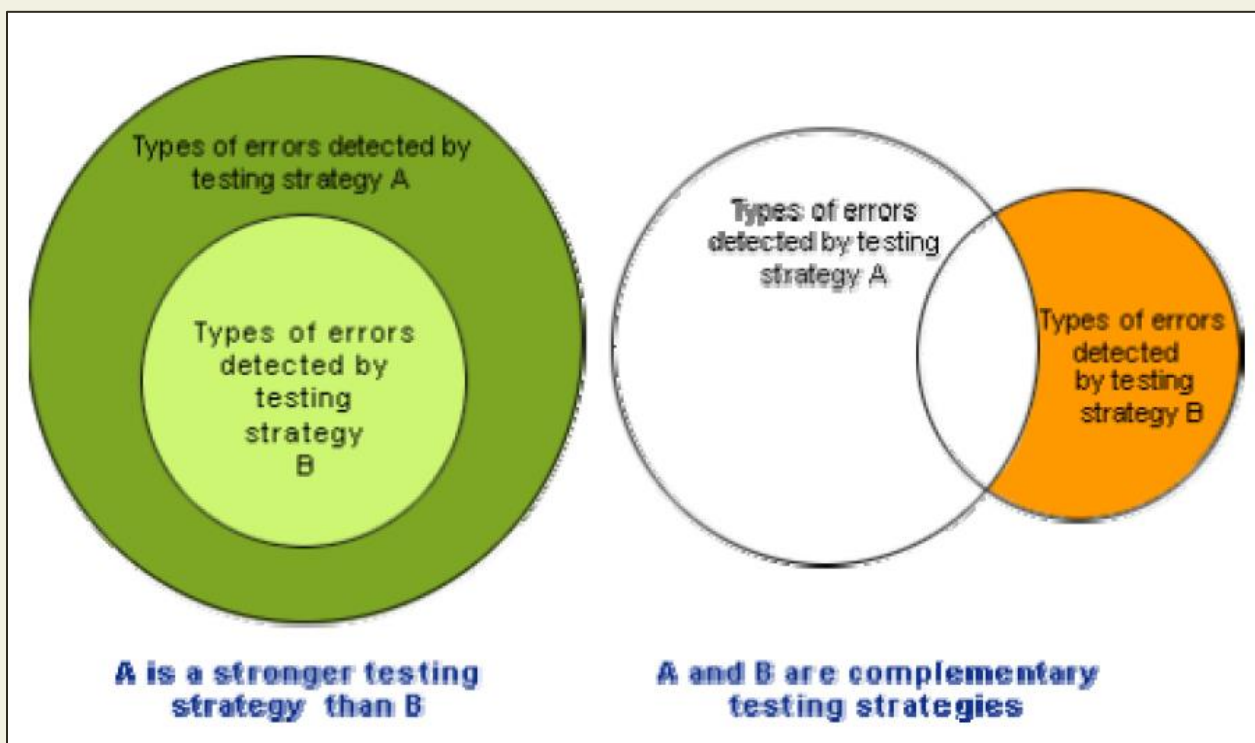 Types of errors detected by
testing strategy A
Types of errors
detected by
testing
strategy
B
A is a stronger testing
strategy than B
Types of errors
detected by testing
strategy A
Types of errors
detected
by testing
strategy B
A and B are complementary
testing strategies